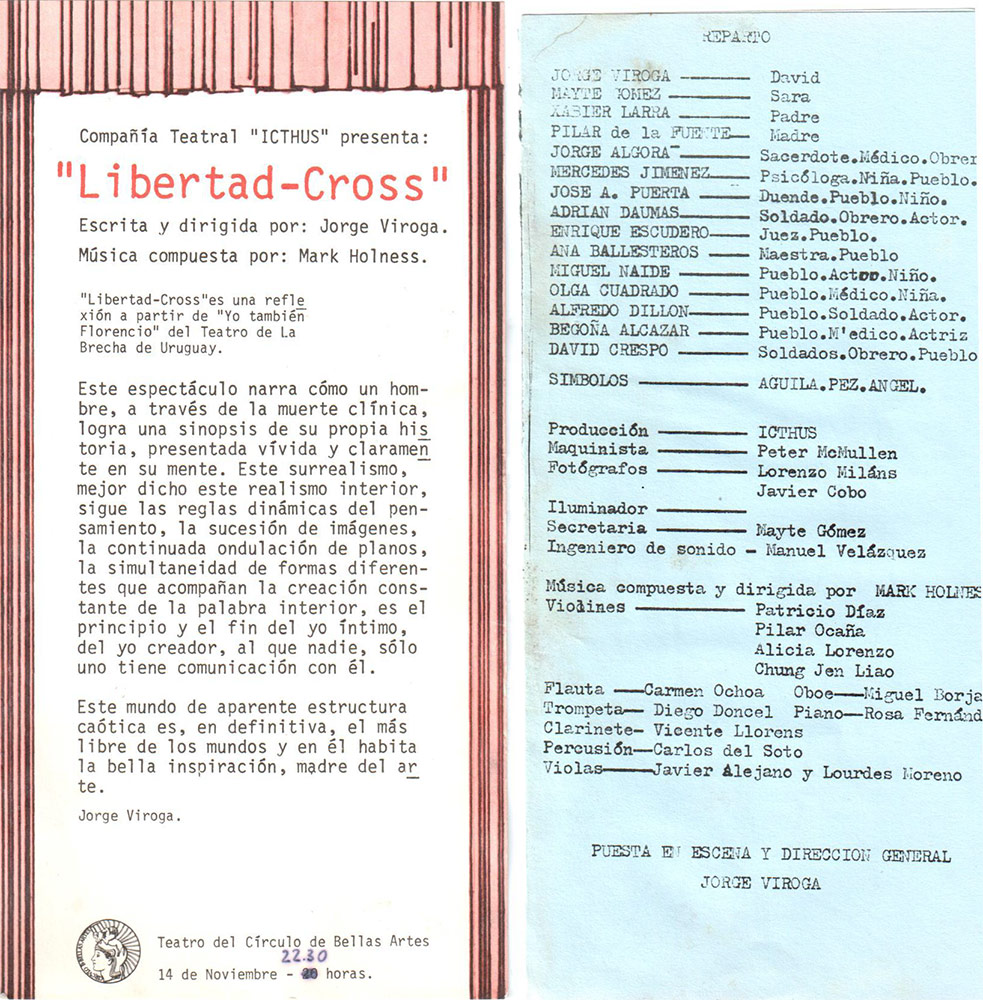 Compañía Teatral "ICTHUS" presenta:
"Libertad-Cross"
Escrita y dirigida por: Jorge Viroga.
Música compuesta por: Mark Holness.
"Libertad-Cross"es una refle
xión a partir de "Yo también
Florencio" del Teatro de La
Brecha de Uruguay.
Este espectáculo narra cómo un hom-
bre, a través de la muerte clínica,
logra una sinopsis de su propia his
toria, presentada vívida y claramen
te en su mente. Este surrealismo,
mejor dicho este realismo interior,
sigue las reglas dinámicas del pen-
samiento, la sucesión de imágenes,
la continuada ondulación de planos,
la simultaneidad de formas diferen-
tes que acompañan la creación cons-
tante de la palabra interior, es el
principio y el fin del yo íntimo,
del yo creador, al que nadie, sólo
uno tiene comunicación con él.
Este mundo de aparente estructura
caótica es, en definitiva, el más
libre de los mundos y en él habita
la bella inspiración, madre del ar
te.
Jorge Viroga.
Teatro del Círculo de Bellas Artes
22.30
14 de Noviembre - horas.
REPARTO
JORGE VIROGA — David
MAYTE GOMEZ — Sara
XABIER LARRA — Padre
PILAR de la FUENTE — Madre
JORGE ALGORA — Sacerdote.Médico.Obrer
MERCEDES JIMENEZ — Psicóloga.Niña.Pueblo.
JOSE A. PUERTA — Duende.Pueblo.Niño.
ADRIAN DAUMAS — Soldado.Obrero.Actor.
ENRIQUE ESCUDERO — Juez.Pueblo.
ANA BALLESTEROS — Maestra.Pueblo
MIGUEL NAIDE — Pueblo.Actor.Niño.
OLGA CUADRADO — Pueblo.Médico.Niña.
ALFREDO DILLON — Pueblo.Soldado.Actor.
BEGOÑA ALCAZAR — Pueblo.M'edico.Actriz
DAVID CRESPO — Soldados.Obrero.Pueblo
SIMBOLOS — AGUILA.PEZ.ANGEL.
Producción — ICTHUS
Maquinista — Peter McMullen
Fotógrafos — Lorenzo Miláns
Javier Cobo
Iluminador —
Secretaria — Mayte Gómez
Ingeniero de sonido - Manuel Velázquez
Música compuesta y dirigida por MARK HOLNES
Violines — Patricio Díaz
Pilar Ocaña
Alicia Lorenzo
Chung Jen Liao
Flauta — Carmen Ochoa Oboe — Miguel Borja
Trompeta — Diego Doncel Piano — Rosa Fernánd
Clarinete- Vicente Llorens
Percusión — Carlos del Soto
Violas — Javier Alejano y Lourdes Moreno
PUESTA EN ESCENA Y DIRECCION GENERAL
JORGE VIROGA